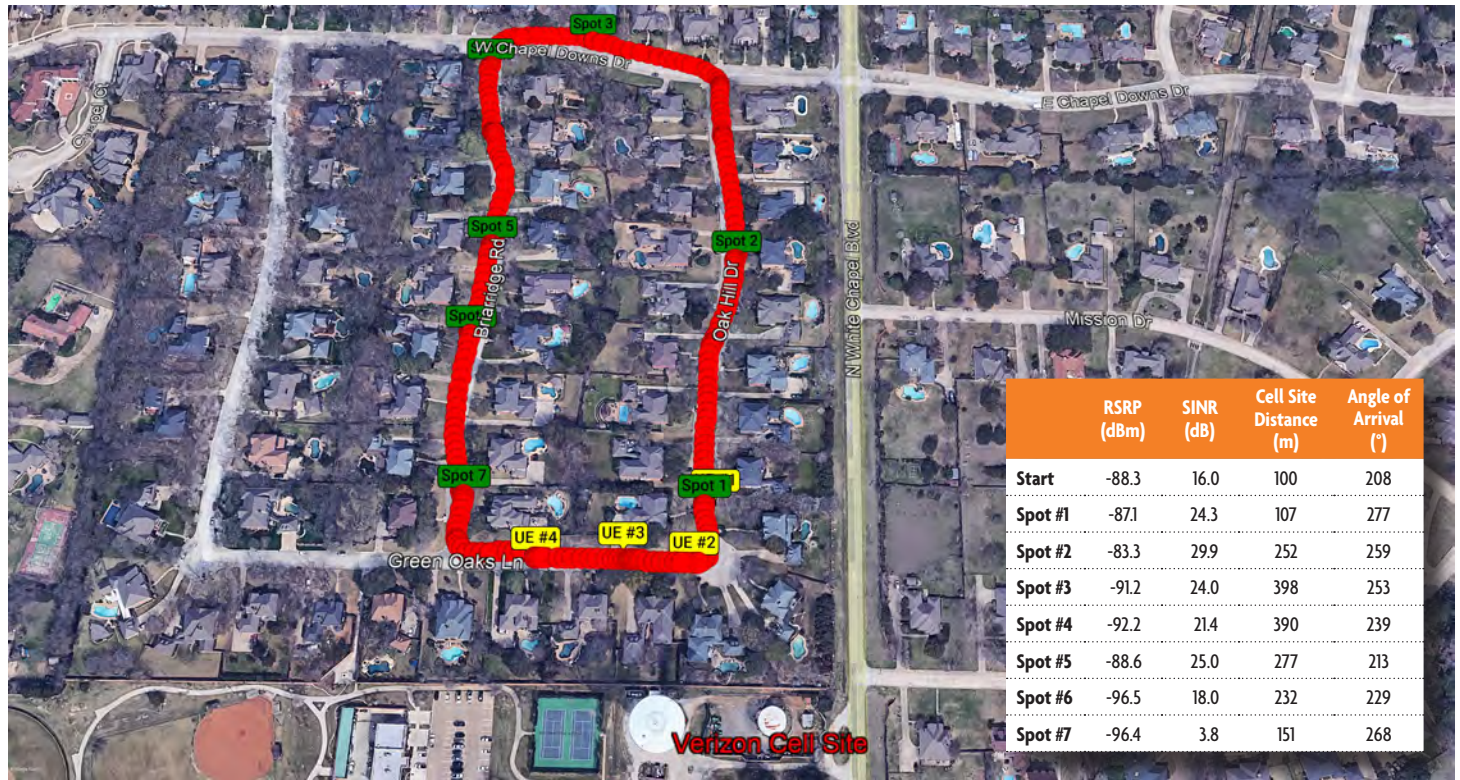 Spot 3
W Chapel Downs Dr
E Chapel Downs Dr
Chapel Ct
Spot 5
Spot 2
Briarridge Rd
Oak Hill Dr
N White Chapel Blvd
Mission Dr
Spot 7
Spot 1
UE #4
UE #3
UE #2
Green Oaks Ln
Verizon Cell Site
RSRP (dBm) SINR (dB) Cell Site Distance (m) Angle of Arrival (°)
Start -88.3 16.0 100 208
Spot #1 -87.1 24.3 107 277
Spot #2 -83.3 29.9 252 259
Spot #3 -91.2 24.0 398 253
Spot #4 -92.2 21.4 390 239
Spot #5 -88.6 25.0 277 213
Spot #6 -96.5 18.0 232 229
Spot #7 -96.4 3.8 151 268